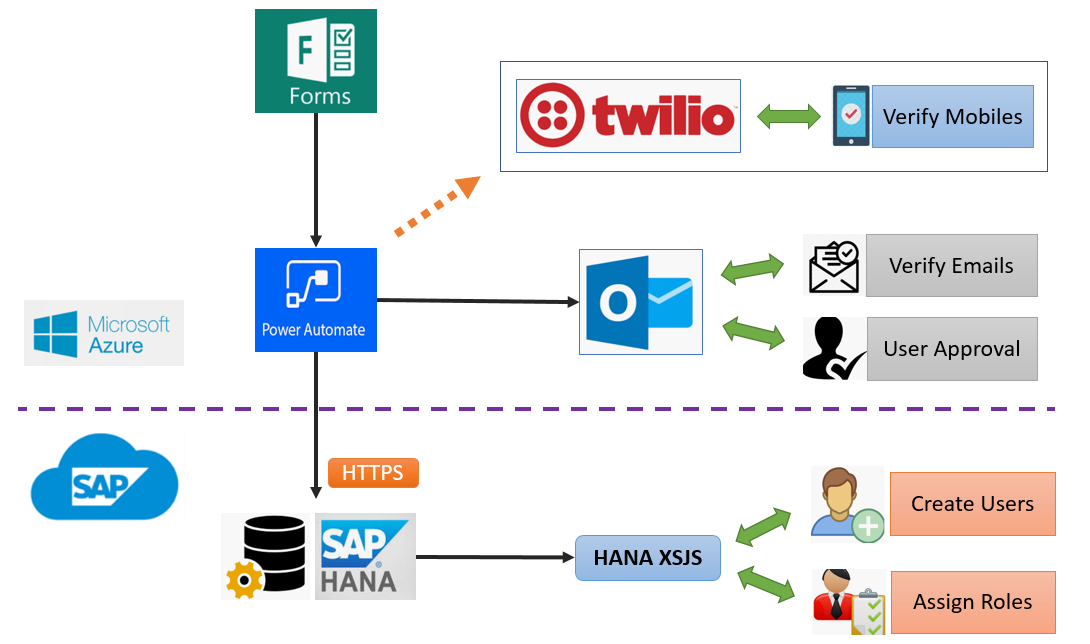 F
Forms
twilio
Verify Mobiles
Power Automate
O
Verify Emails
User Approval
Microsoft
Azure
SAP
HTTPS
SAP
HANA
HANA XSJS
Create Users
Assign Roles